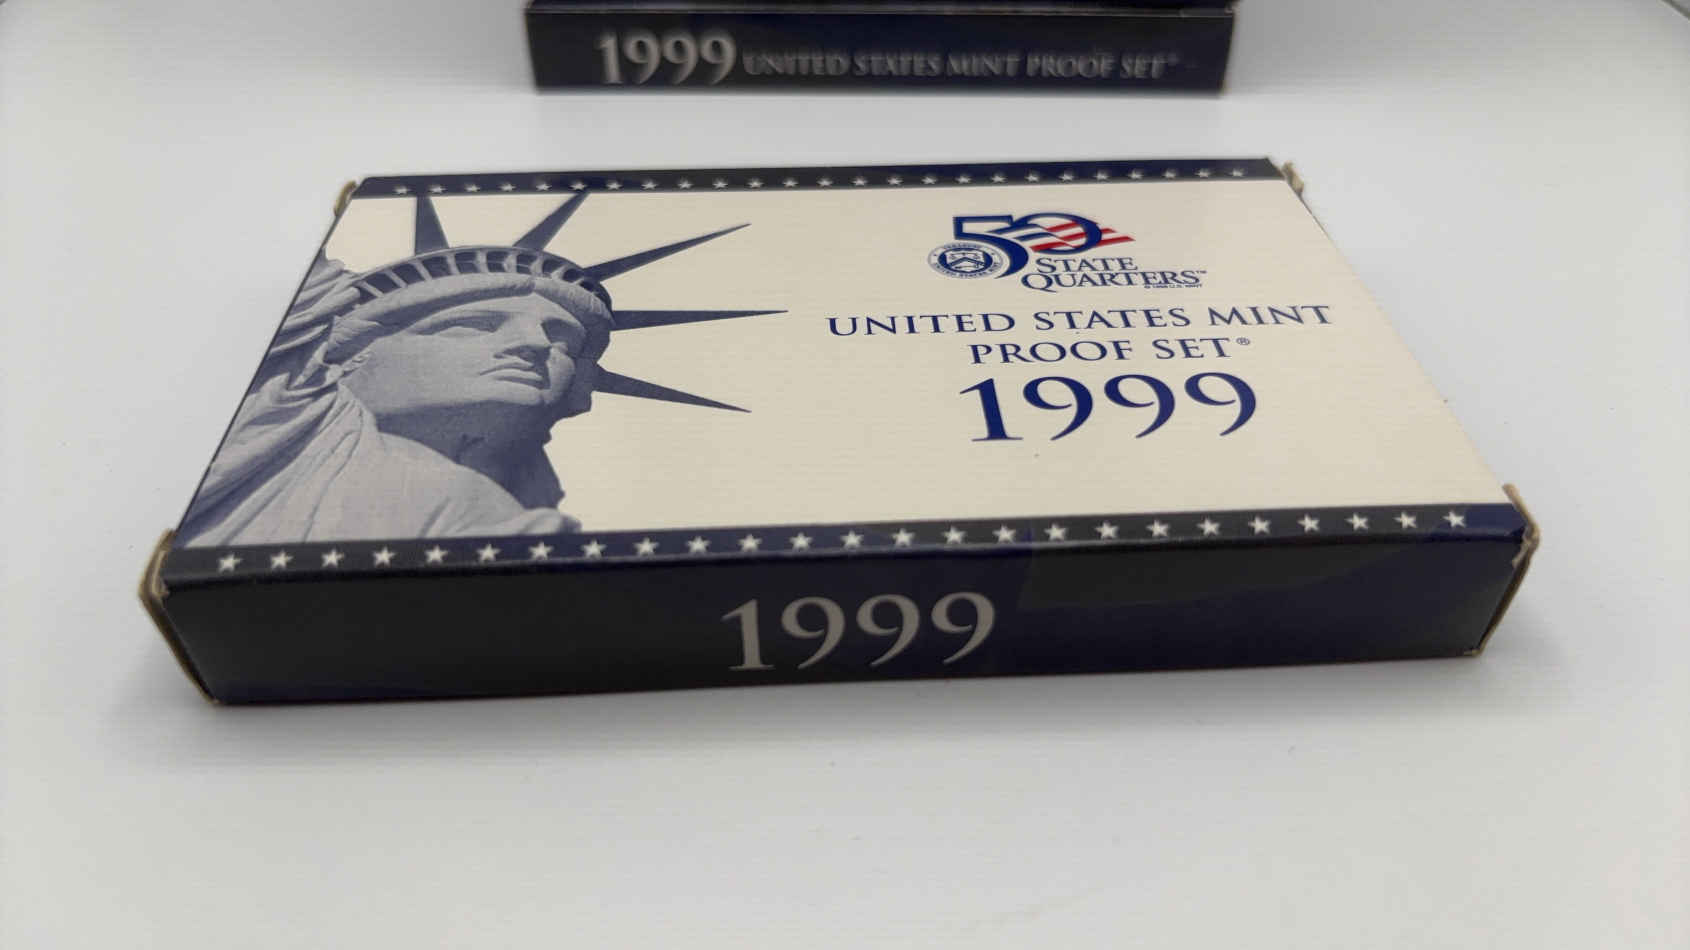 1999 UNITED STATES MINT PROOF SET®
50
STATE
QUARTERS™
UNITED STATES MINT
PROOF SET®
1999
1999